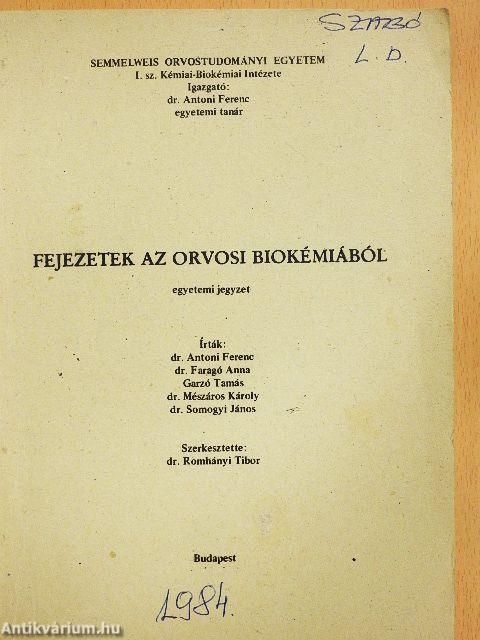 SZABÓ
L. D.
SEMMELWEIS ORVOSTUDOMÁNYI EGYETEM
I. sz. Kémiai-Biokémiai Intézete
Igazgató:
dr. Antoni Ferenc
egyetemi tanár
FEJEZETEK AZ ORVOSI BIOKÉMIÁBÓL
egyetemi jegyzet
Írták:
dr. Antoni Ferenc
dr. Faragó Anna
Garzó Tamás
dr. Mészáros Károly
dr. Somogyi János
Szerkesztette:
dr. Romhányi Tibor
Budapest
1984.
Antikvárium.hu